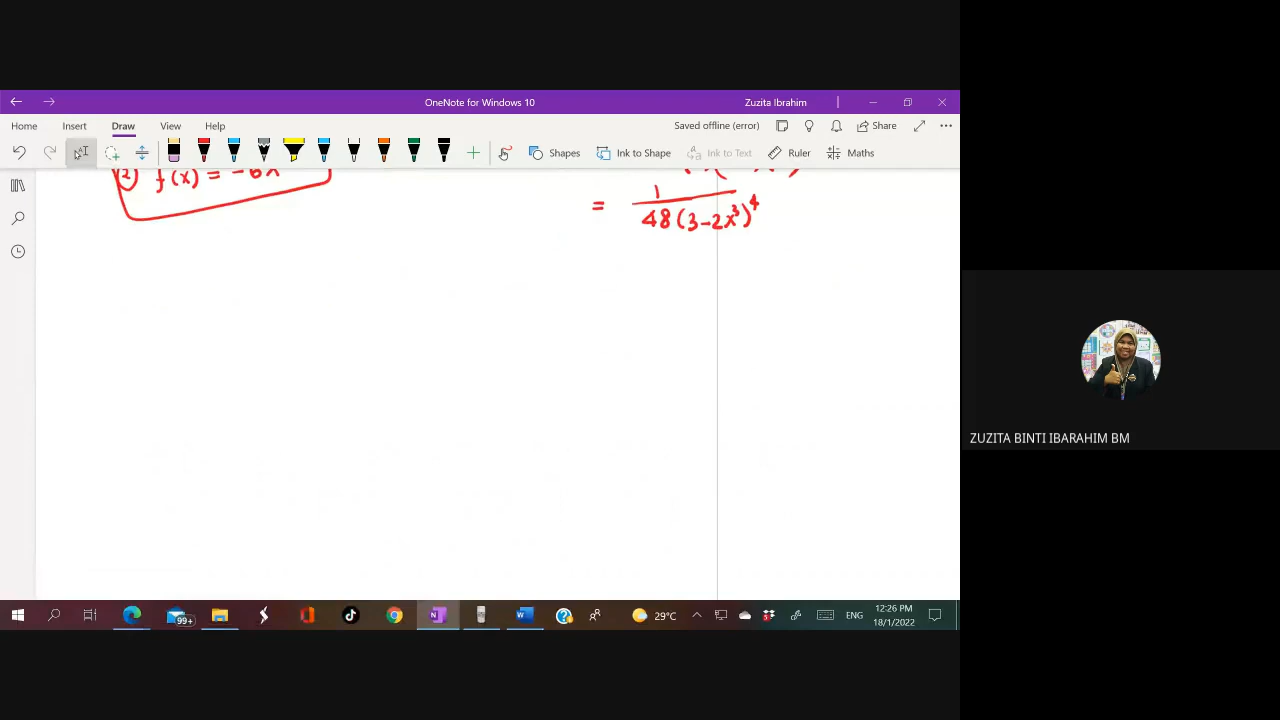 OneNote for Windows 10
Zuzita Ibrahim
Home Insert Draw View Help
Saved offline (error)
Share
Shapes
Ink to Shape
Ink to Text
Ruler
Maths
= 1
48(3-2x³)⁴
ZUZITA BINTI IBARAHIM BM
99+
29°C
ENG
12:26 PM
18/1/2022